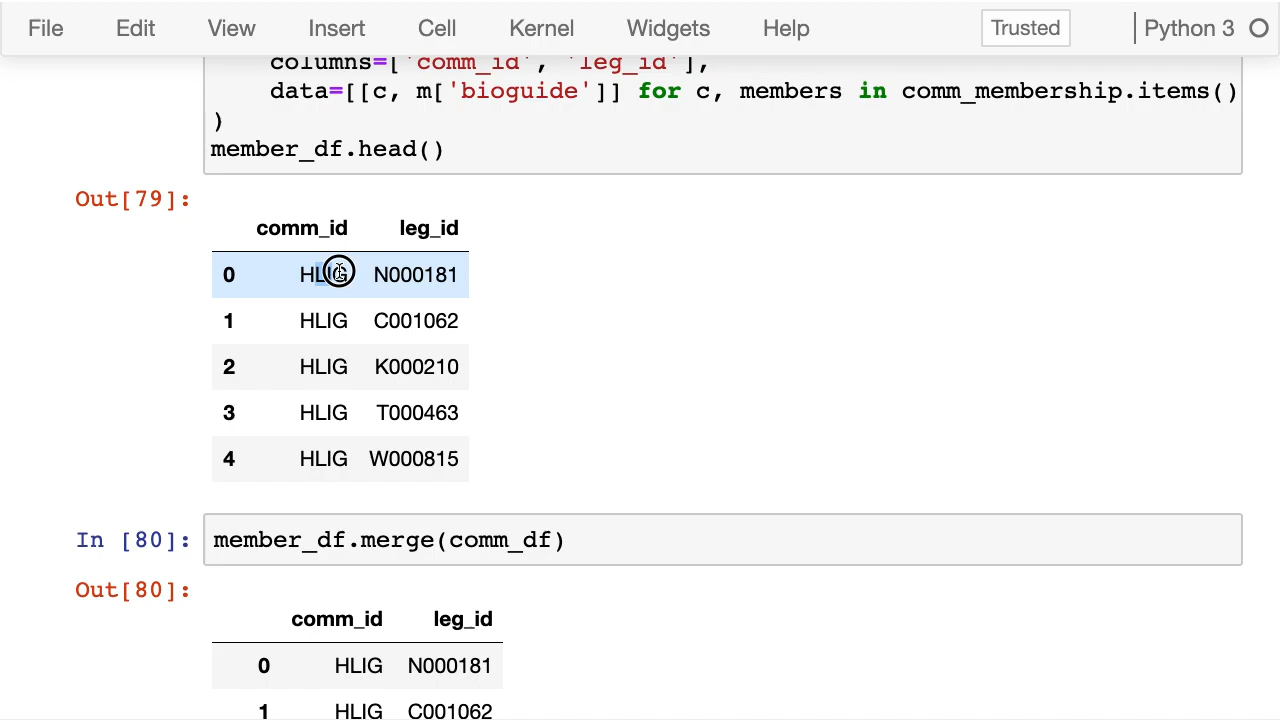 File Edit View Insert Cell Kernel Widgets Help Trusted Python 3
columns=['comm_id', 'leg_id'],
data=[[c, m['bioguide']] for c, members in comm_membership.items()
)
member_df.head()
Out[79]:
comm_id leg_id
0 HLIG N000181
1 HLIG C001062
2 HLIG K000210
3 HLIG T000463
4 HLIG W000815
In [80]: member_df.merge(comm_df)
Out[80]:
comm_id leg_id
0 HLIG N000181
1 HLIG C001062